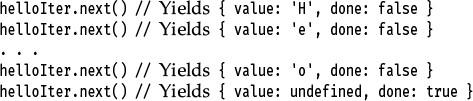 helloIter.next() // Yields { value: 'H', done: false }
helloIter.next() // Yields { value: 'e', done: false }
. . .
helloIter.next() // Yields { value: 'o', done: false }
helloIter.next() // Yields { value: undefined, done: true }